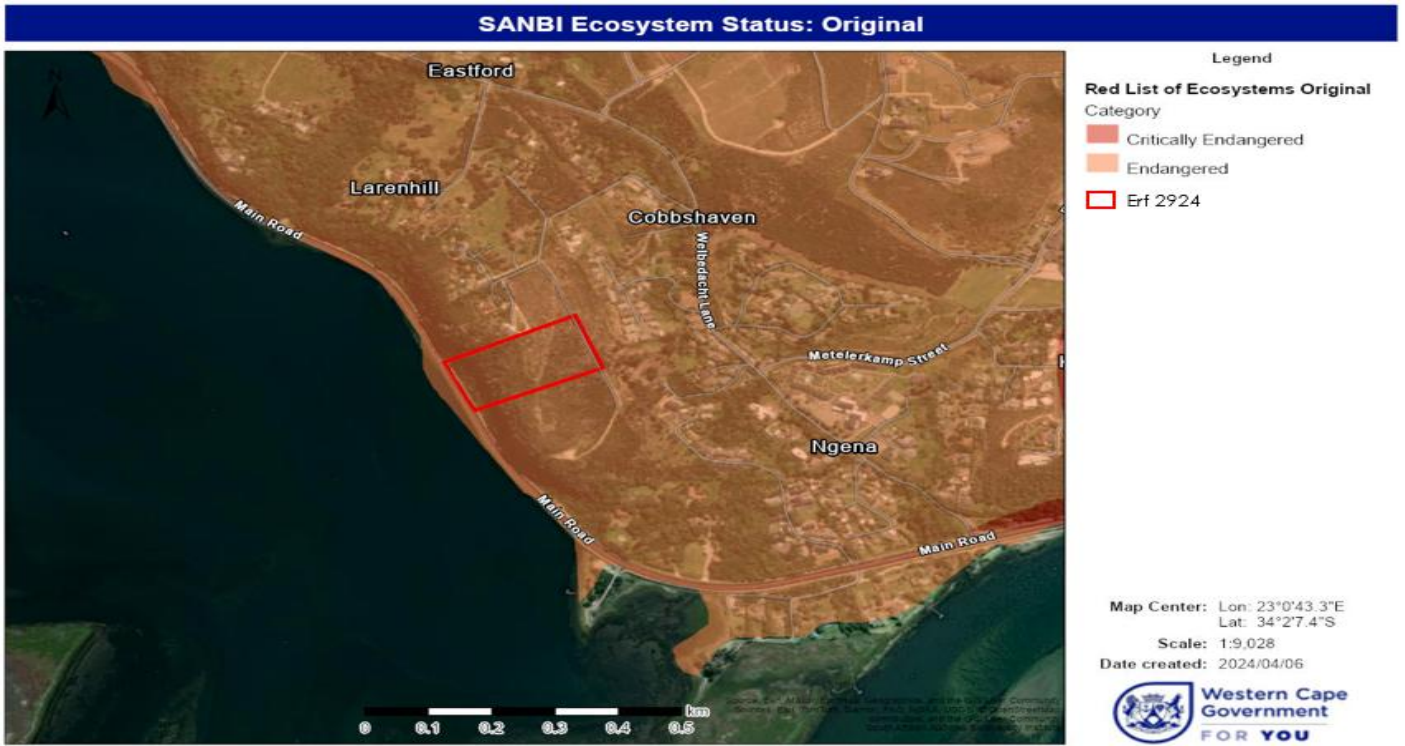 SANBI Ecosystem Status: Original
N
Eastford
Larenhill
Main Road
Cobbshaven
Welbedacht Lane
Metelerkamp Street
Ngena
Main Road
Main Road
km
0 0.1 0.2 0.3 0.4 0.5
Legend
Red List of Ecosystems Original
Category
Critically Endangered
Endangered
Erf 2924
Map Center: Lon: 23°0'43.3"E
Lat: 34°2'7.4"S
Scale: 1:9,028
Date created: 2024/04/06
Western Cape
Government
FOR YOU